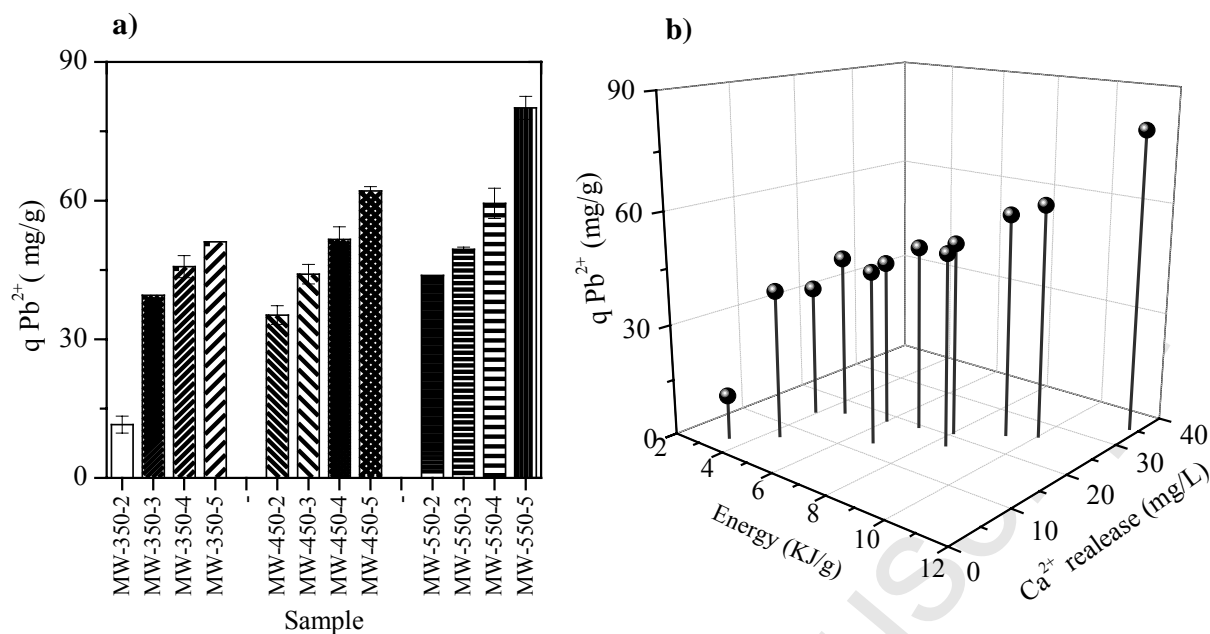 a)
90
60
30
0
q Pb²⁺ ( mg/g)
MW-350-2
MW-350-3
MW-350-4
MW-350-5
-
MW-450-2
MW-450-3
MW-450-4
MW-450-5
-
MW-550-2
MW-550-3
MW-550-4
MW-550-5
Sample
b)
90
60
30
0
q Pb²⁺ (mg/g)
2
4
6
8
10
12
Energy (KJ/g)
0
10
20
30
40
Ca²⁺ realease (mg/L)